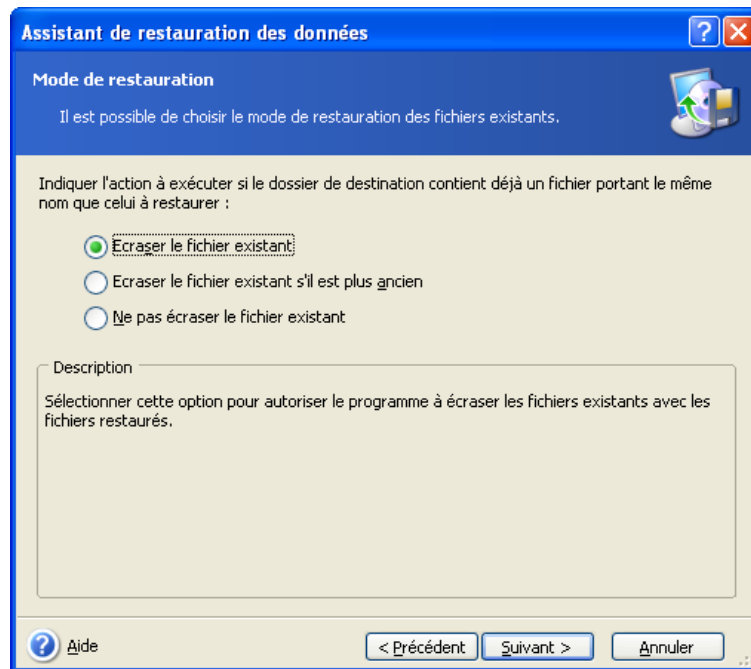 Assistant de restauration des données
Mode de restauration
Il est possible de choisir le mode de restauration des fichiers existants.
Indiquer l'action à exécuter si le dossier de destination contient déjà un fichier portant le même
nom que celui à restaurer :
Ecraser le fichier existant
Ecraser le fichier existant s'il est plus ancien
Ne pas écraser le fichier existant
Description
Sélectionner cette option pour autoriser le programme à écraser les fichiers existants avec les
fichiers restaurés.
Aide
< Précédent
Suivant >
Annuler